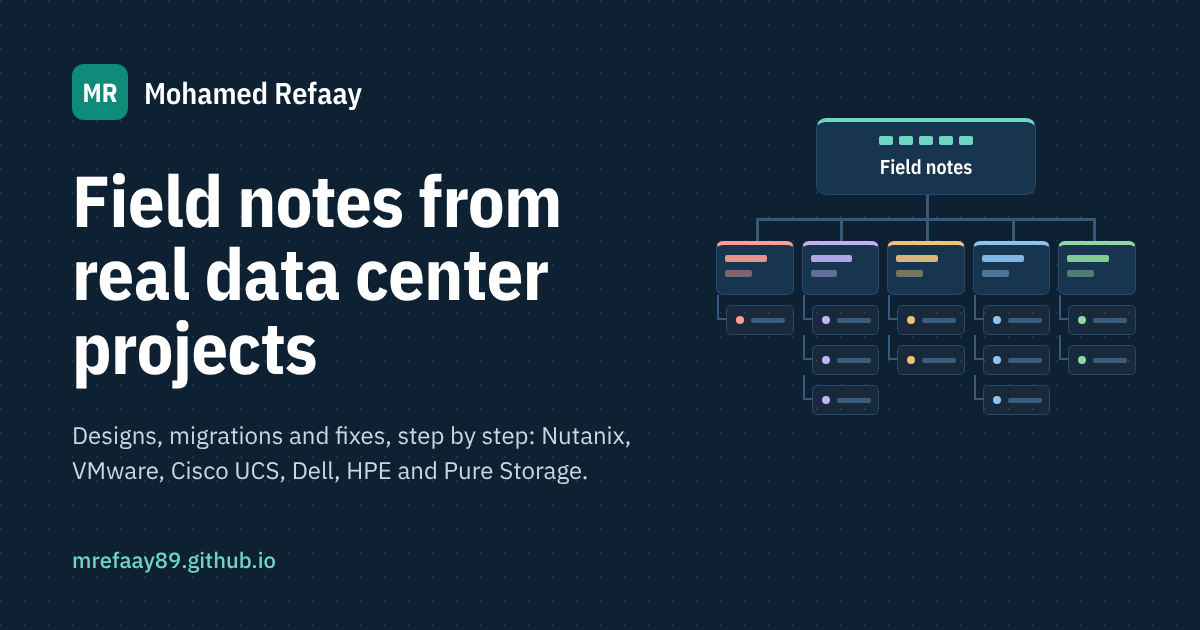 MR
Mohamed Refaay
Field notes from
real data center
projects
Designs, migrations and fixes, step by step: Nutanix,
VMware, Cisco UCS, Dell, HPE and Pure Storage.
mrefaay89.github.io
Field notes